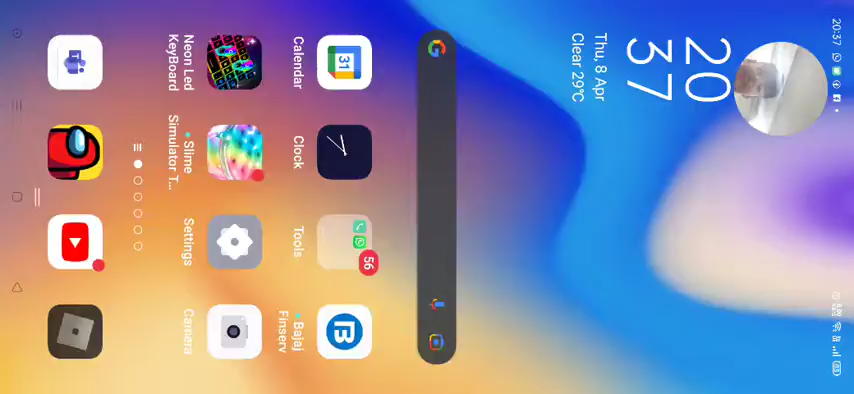 20:37
20
37
Thu, 8 Apr
Clear 29°C
31
Calendar
Clock
56
Tools
Bajaj
Finserv
Neon Led
KeyBoard
Slime
Simulator T...
Settings
Camera